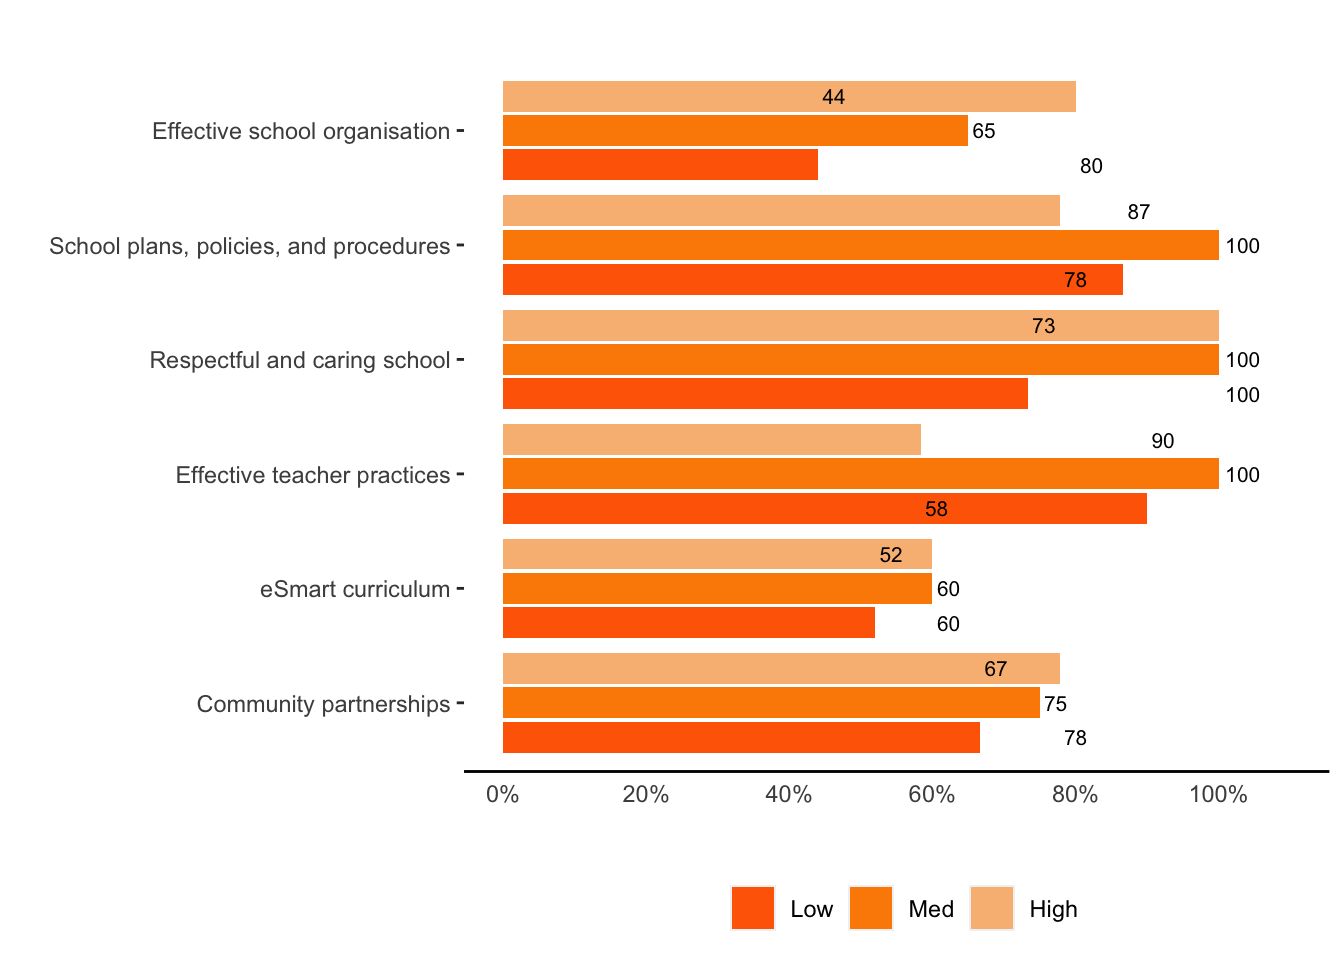 44
Effective school organisation
65
80
87
School plans, policies, and procedures
100
78
73
Respectful and caring school
100
100
90
Effective teacher practices
100
58
52
eSmart curriculum
60
60
67
Community partnerships
75
78
0% 20% 40% 60% 80% 100%
Low Med High